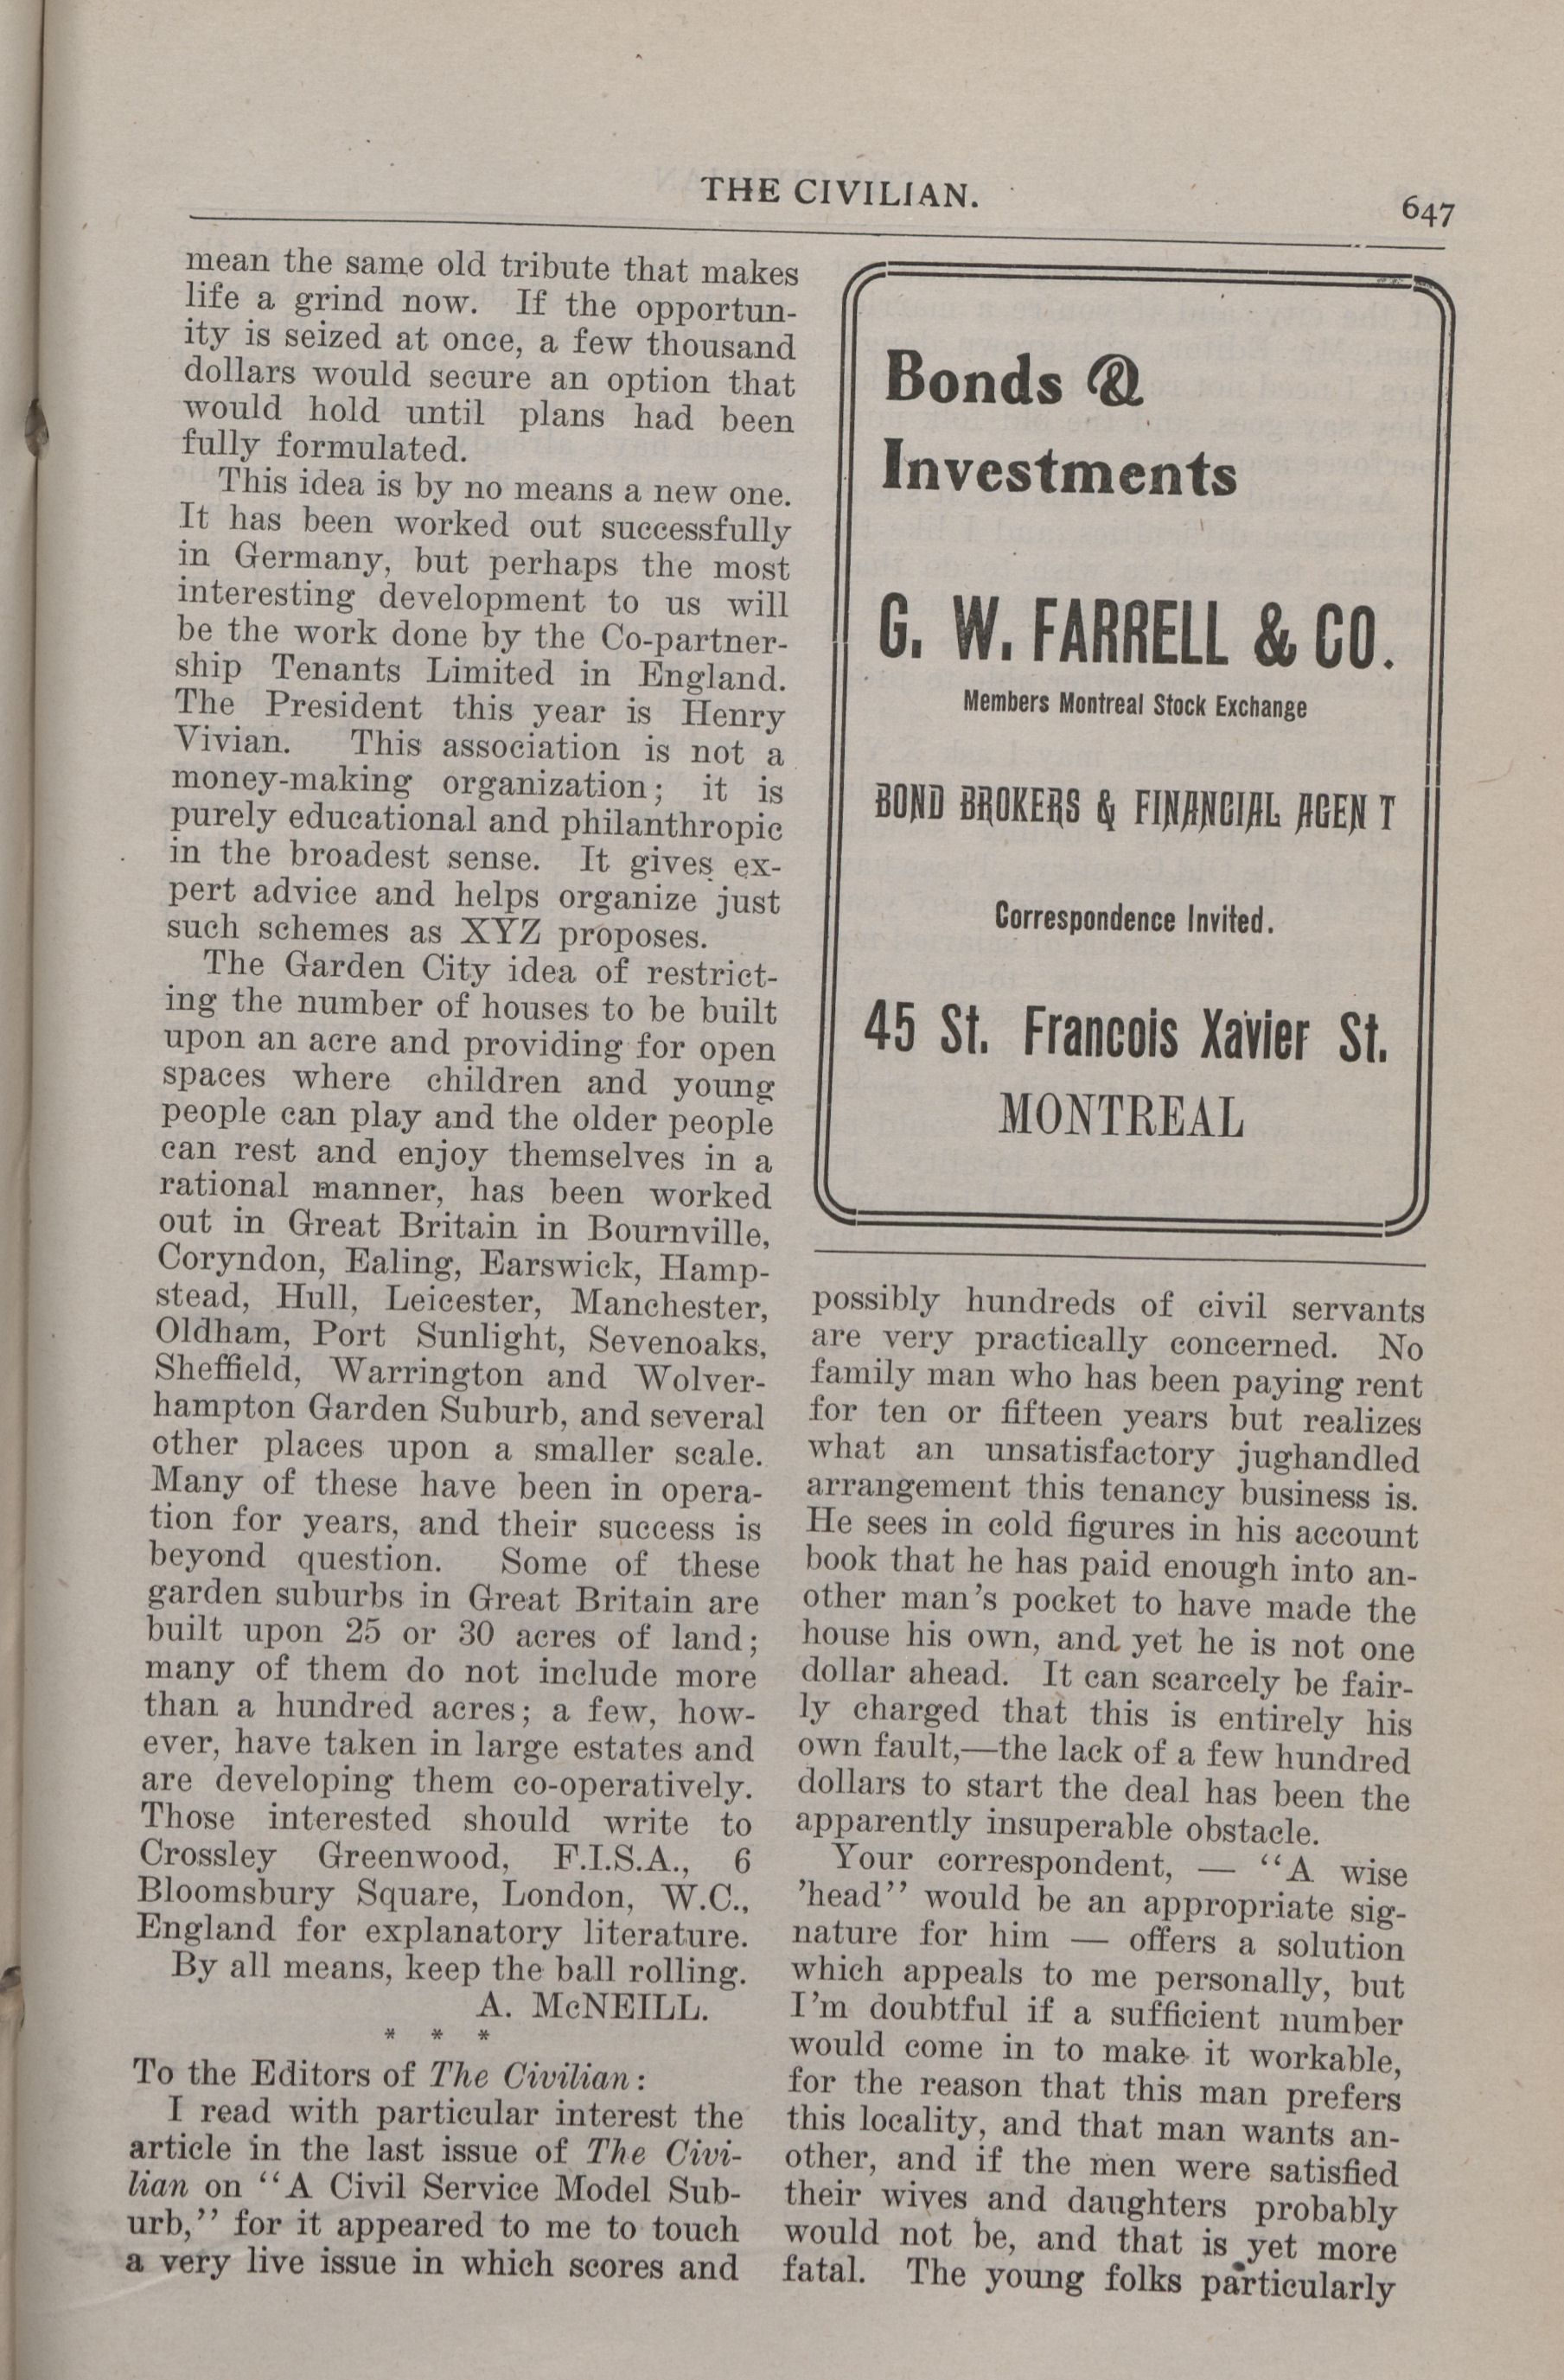 THE CIVILIAN.
647
mean the same old tribute that makes
life a grind now. If the opportun-
ity is seized at once, a few thousand
dollars would secure an option that
would hold until plans had been
fully formulated.
This idea is by no means a new one.
It has been worked out successfully
in Germany, but perhaps the most
interesting development to us will
be the work done by the Co-partner-
ship Tenants Limited in England.
The President this year is Henry
Vivian. This association is not a
money-making organization; it is
purely educational and philanthropic
in the broadest sense. It gives ex-
pert advice and helps organize just
such schemes as XYZ proposes.
The Garden City idea of restrict-
ing the number of houses to be built
upon an acre and providing for open
spaces where children and young
people can play and the older people
can rest and enjoy themselves in a
rational manner, has been worked
out in Great Britain in Bournville,
Coryndon, Ealing, Earswick, Hamp-
stead, Hull, Leicester, Manchester,
Oldham, Port Sunlight, Sevenoaks,
Sheffield, Warrington and Wolver-
hampton Garden Suburb, and several
other places upon a smaller scale.
Many of these have been in opera-
tion for years, and their success is
beyond question. Some of these
garden suburbs in Great Britain are
built upon 25 or 30 acres of land;
many of them do not include more
than a hundred acres; a few, how-
ever, have taken in large estates and
are developing them co-operatively.
Those interested should write to
Crossley Greenwood, F.I.S.A., 6
Bloomsbury Square, London, W.C.,
England for explanatory literature.
By all means, keep the ball rolling.
A. McNEILL.
* * *
To the Editors of The Civilian:
I read with particular interest the
article in the last issue of The Civi-
lian on "A Civil Service Model Sub-
urb," for it appeared to me to touch
a very live issue in which scores and
Bonds &
Investments
G. W. FARRELL & CO.
Members Montreal Stock Exchange
BOND BROKERS & FINANCIAL AGENT
Correspondence Invited.
45 St. Francois Xavier St.
MONTREAL
possibly hundreds of civil servants
are very practically concerned. No
family man who has been paying rent
for ten or fifteen years but realizes
what an unsatisfactory jughandled
arrangement this tenancy business is.
He sees in cold figures in his account
book that he has paid enough into an-
other man's pocket to have made the
house his own, and yet he is not one
dollar ahead. It can scarcely be fair-
ly charged that this is entirely his
own fault,—the lack of a few hundred
dollars to start the deal has been the
apparently insuperable obstacle.
Your correspondent, — "A wise
'head" would be an appropriate sig-
nature for him — offers a solution
which appeals to me personally, but
I'm doubtful if a sufficient number
would come in to make it workable,
for the reason that this man prefers
this locality, and that man wants an-
other, and if the men were satisfied
their wives and daughters probably
would not be, and that is yet more
fatal. The young folks particularly